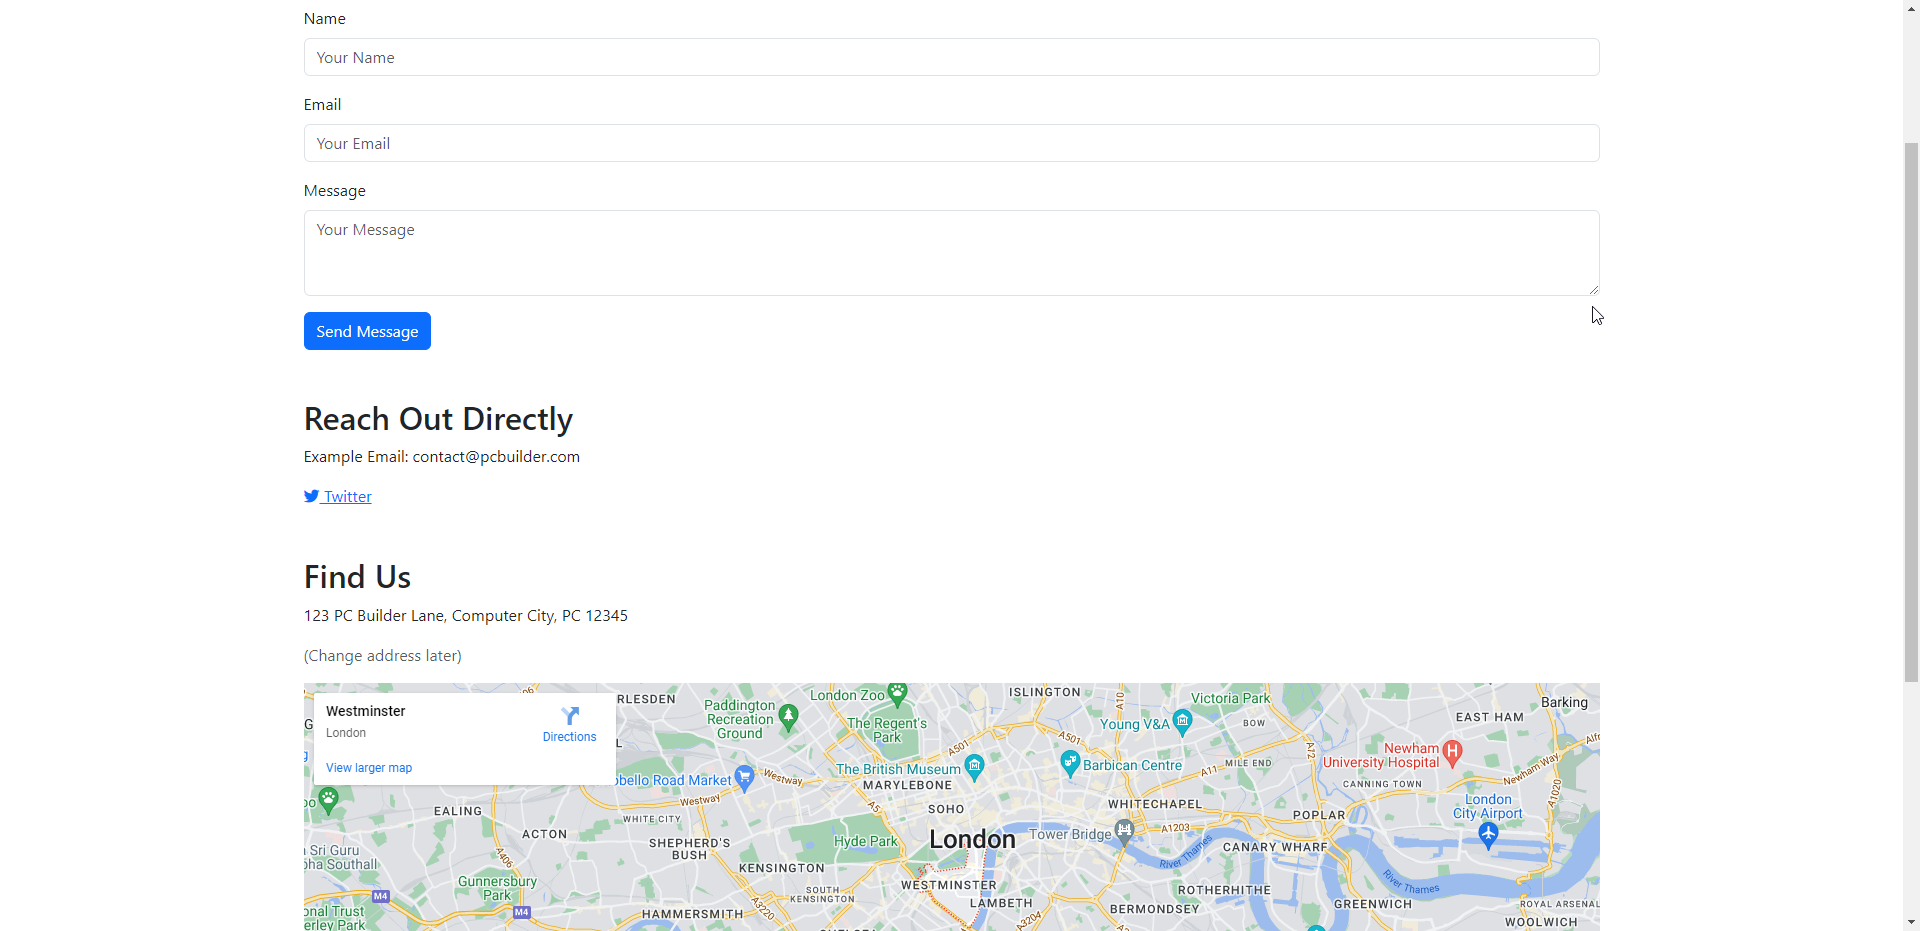 Name
Your Name
Email
Your Email
Message
Your Message
Send Message
Reach Out Directly
Example Email: contact@pcbuilder.com
Twitter
Find Us
123 PC Builder Lane, Computer City, PC 12345
(Change address later)
Westminster
London
Directions
View larger map
RLESDEN
Paddington
Recreation
Ground
London Zoo
The Regent's
Park
ISLINGTON
A10
Victoria Park
Young V&A
BOW
EAST HAM
Barking
A501
A501
A12
Newham
University Hospital
Newham Way
obello Road Market
Westway
Westway
The British Museum
MARYLEBONE
Barbican Centre
A11
MILE END
CANNING TOWN
A1020
EALING
WHITE CITY
SOHO
WHITECHAPEL
POPLAR
London
City Airport
ACTON
A406
SHEPHERD'S
BUSH
Hyde Park
London
Tower Bridge
A1203
River Thames
CANARY WHARF
Sri Guru
Southall
KENSINGTON
Gunnersbury
Park
SOUTH
KENSINGTON
WESTMINSTER
LAMBETH
ROTHERHITHE
River Thames
M4
M4
onal Trust
erley Park
HAMMERSMITH
A3220
A3204
BERMONDSEY
GREENWICH
ROYAL ARSENAL
WOOLWICH